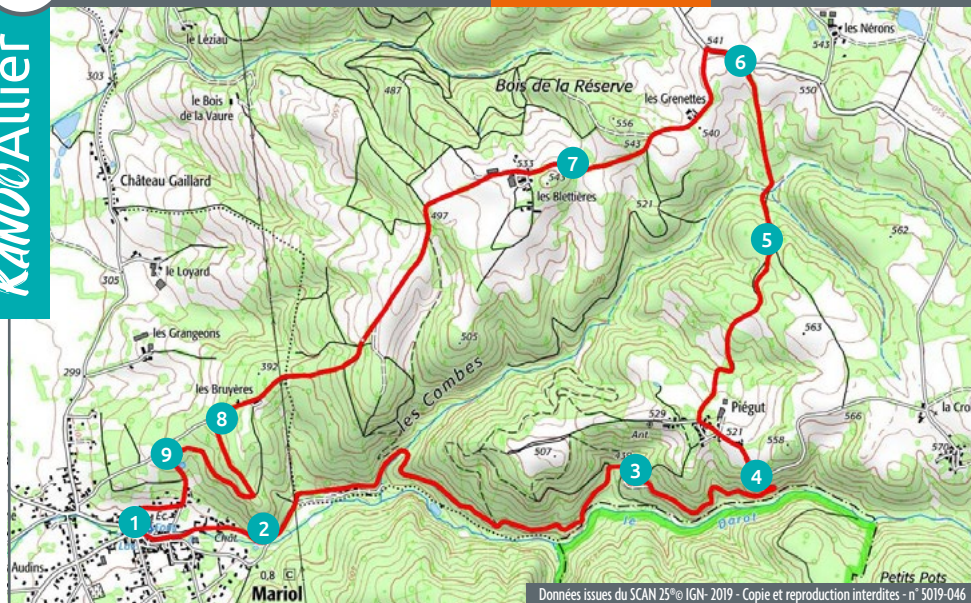 RANDOAllier
le Léziau
303
le Bois
de la Vaure
487
Bois de la Réserve
541
6
les Nérons
543
550
les Grenettes
556
540
543
Château Gaillard
533
7
543
les Blettières
521
497
562
5
le Loyard
305
les Grangeons
505
563
299
392
les Combes
les Bruyères
8
Piégut
529
521
Ant
566
la Cro
558
570
9
507
3
4
1
Éc.
2
Chât
le Darot
Audins
0,8 C
Mariol
Petits Pots
Données issues du SCAN 25®© IGN- 2019 - Copie et reproduction interdites - n° 5019-046